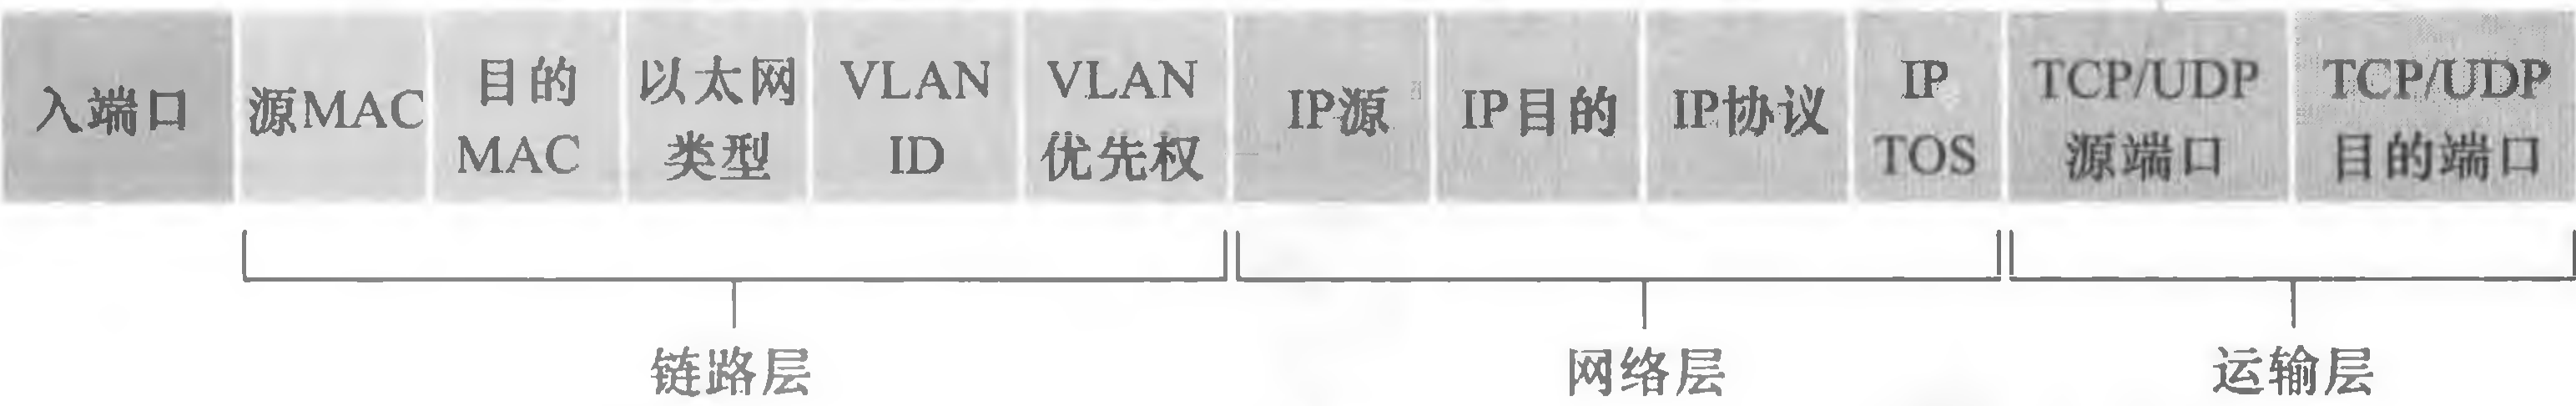 入端口
源MAC
目的
MAC
以太网
类型
VLAN
ID
VLAN
优先权
IP源
IP目的
IP协议
IP
TOS
TCP/UDP
源端口
TCP/UDP
目的端口
链路层
网络层
运输层